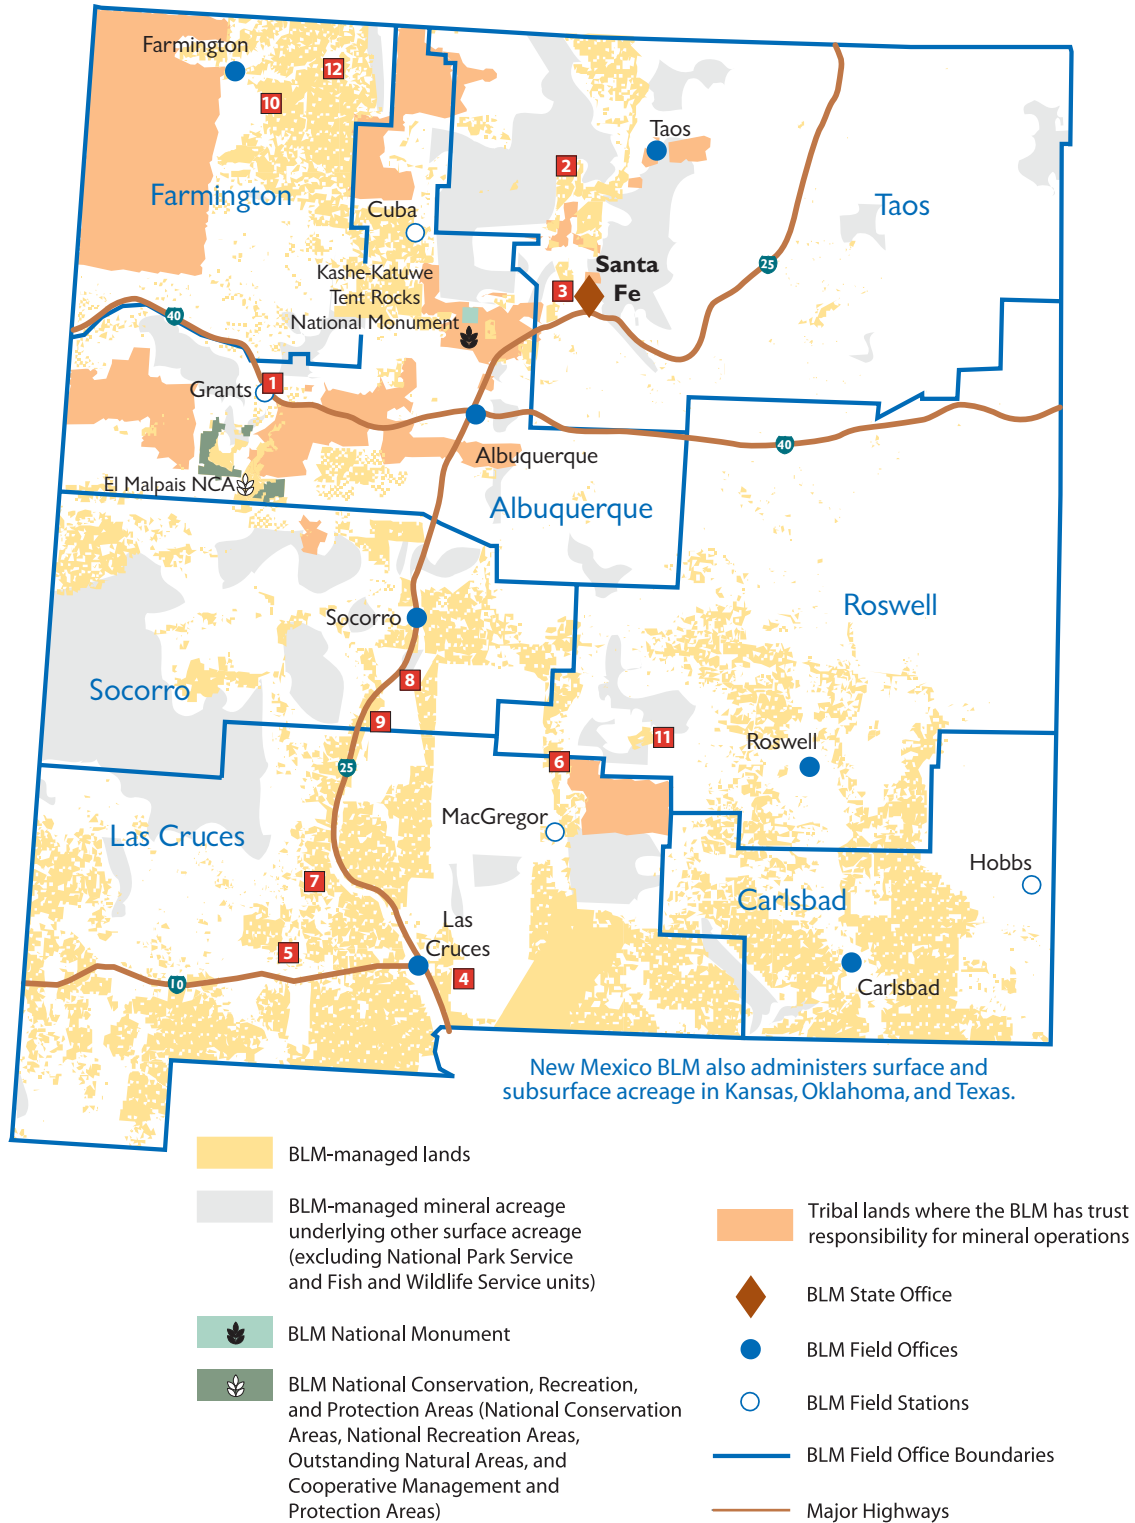 Farmington
12
10
Taos
2
Farmington
Cuba
Taos
Kashe-Katuwe
Tent Rocks
National Monument
Santa
Fe
3
25
40
Grants
1
40
Albuquerque
El Malpais NCA
Albuquerque
Socorro
Roswell
Socorro
8
9
11
Roswell
6
25
MacGregor
Las Cruces
Hobbs
7
Carlsbad
Las
Cruces
5
4
10
Carlsbad
New Mexico BLM also administers surface and
subsurface acreage in Kansas, Oklahoma, and Texas.
BLM-managed lands
BLM-managed mineral acreage
underlying other surface acreage
(excluding National Park Service
and Fish and Wildlife Service units)
BLM National Monument
BLM National Conservation, Recreation,
and Protection Areas (National Conservation
Areas, National Recreation Areas,
Outstanding Natural Areas, and
Cooperative Management and
Protection Areas)
Tribal lands where the BLM has trust
responsibility for mineral operations
BLM State Office
BLM Field Offices
BLM Field Stations
BLM Field Office Boundaries
Major Highways